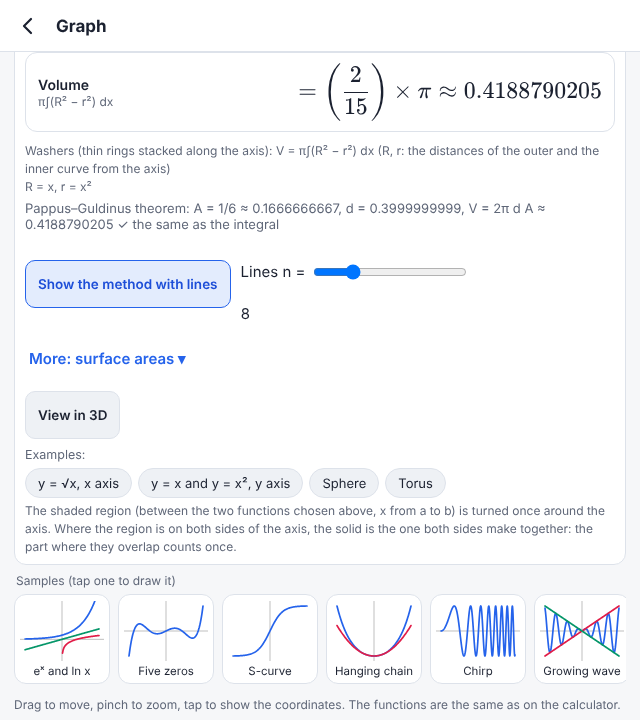 Graph
Volume
π∫(R² − r²) dx
= (2/15) × π ≈ 0.4188790205
Washers (thin rings stacked along the axis): V = π∫(R² − r²) dx (R, r: the distances of the outer and the
inner curve from the axis)
R = x, r = x²
Pappus–Guldinus theorem: A = 1/6 ≈ 0.1666666667, d = 0.3999999999, V = 2π d A ≈
0.4188790205 ✓ the same as the integral
Show the method with lines
Lines n =
8
More: surface areas ▾
View in 3D
Examples:
y = √x, x axis
y = x and y = x², y axis
Sphere
Torus
The shaded region (between the two functions chosen above, x from a to b) is turned once around the
axis. Where the region is on both sides of the axis, the solid is the one both sides make together: the
part where they overlap counts once.
Samples (tap one to draw it)
eˣ and ln x
Five zeros
S-curve
Hanging chain
Chirp
Growing wave
Drag to move, pinch to zoom, tap to show the coordinates. The functions are the same as on the calculator.